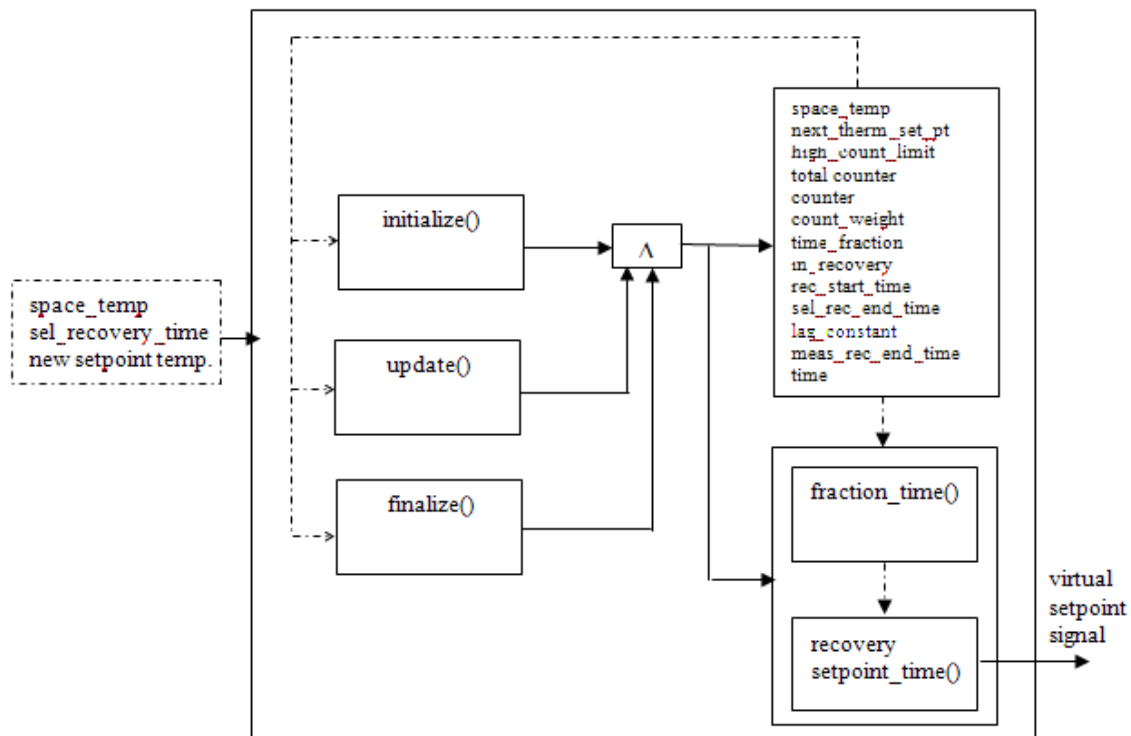 space_temp
sel_recovery_time
new setpoint temp.
initialize()
update()
finalize()
Λ
space_temp
next_therm_set_pt
high_count_limit
total counter
counter
count_weight
time_fraction
in_recovery
rec_start_time
sel_rec_end_time
lag_constant
meas_rec_end_time
time
fraction_time()
recovery
setpoint_time()
virtual
setpoint
signal